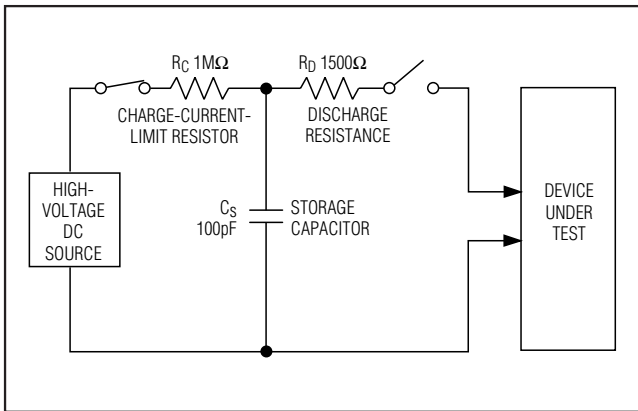 R_C 1MΩ
CHARGE-CURRENT-
LIMIT RESISTOR
R_D 1500Ω
DISCHARGE
RESISTANCE
HIGH-
VOLTAGE
DC
SOURCE
C_S
100pF
STORAGE
CAPACITOR
DEVICE
UNDER
TEST